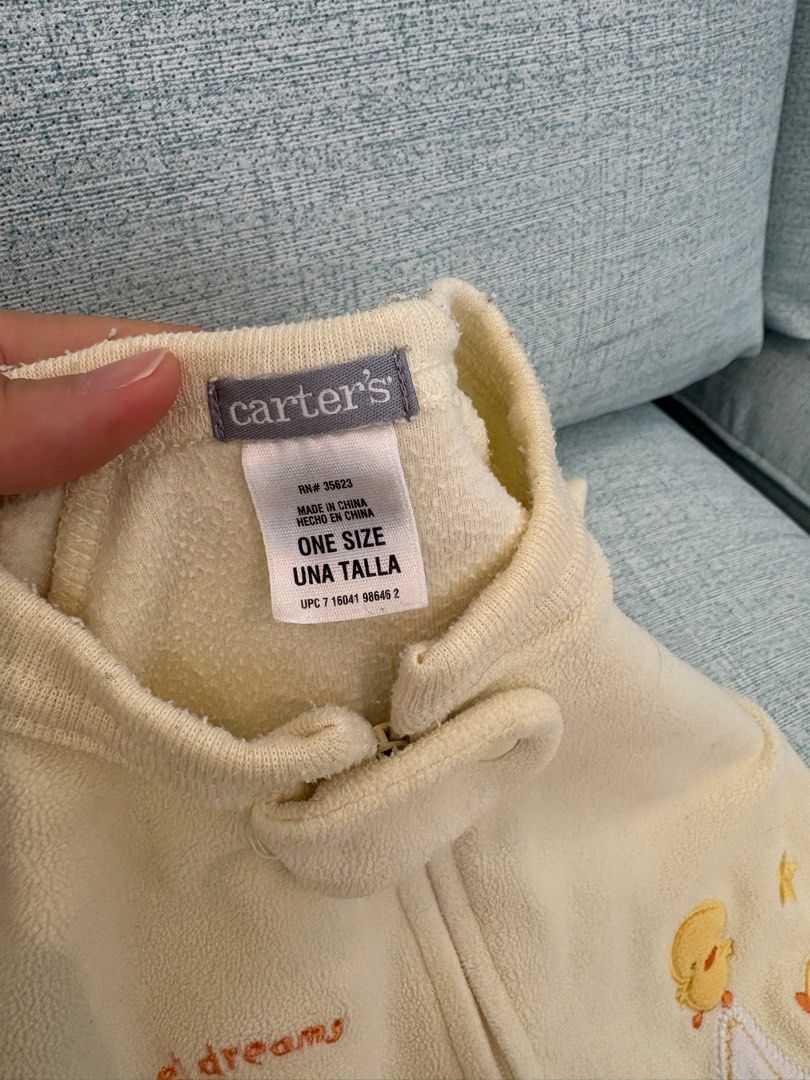 carter's
RN# 35623
MADE IN CHINA
HECHO EN CHINA
ONE SIZE
UNA TALLA
UPC 7 16041 98646 2
dreams